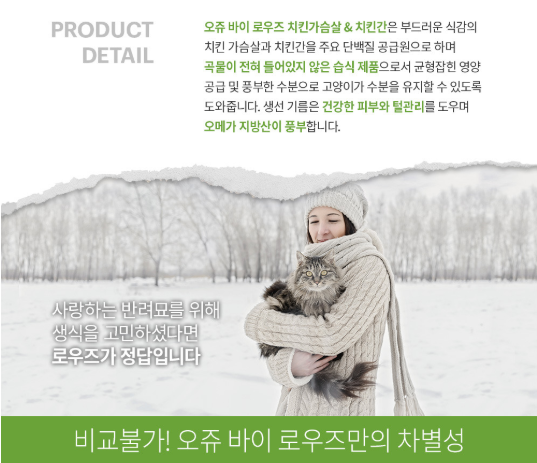 PRODUCT
DETAIL
오쥬 바이 로우즈 치킨가슴살 & 치킨간은 부드러운 식감의
치킨 가슴살과 치킨간을 주요 단백질 공급원으로 하며
곡물이 전혀 들어있지 않은 습식 제품으로서 균형잡힌 영양
공급 및 풍부한 수분으로 고양이가 수분을 유지할 수 있도록
도와줍니다. 생선 기름은 건강한 피부와 털관리를 도우며
오메가 지방산이 풍부합니다.
사랑하는 반려묘를 위해
생식을 고민하셨다면
로우즈가 정답입니다
비교불가! 오쥬 바이 로우즈만의 차별성